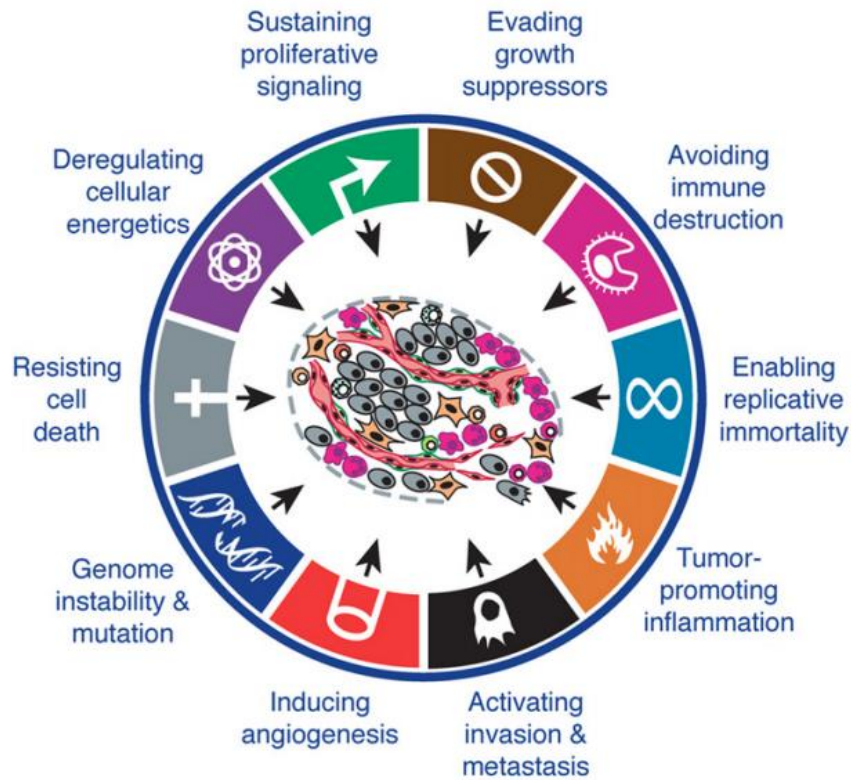 Sustaining
proliferative
signaling
Evading
growth
suppressors
Avoiding
immune
destruction
Enabling
replicative
immortality
Tumor-
promoting
inflammation
Activating
invasion &
metastasis
Inducing
angiogenesis
Genome
instability &
mutation
Resisting
cell
death
Deregulating
cellular
energetics